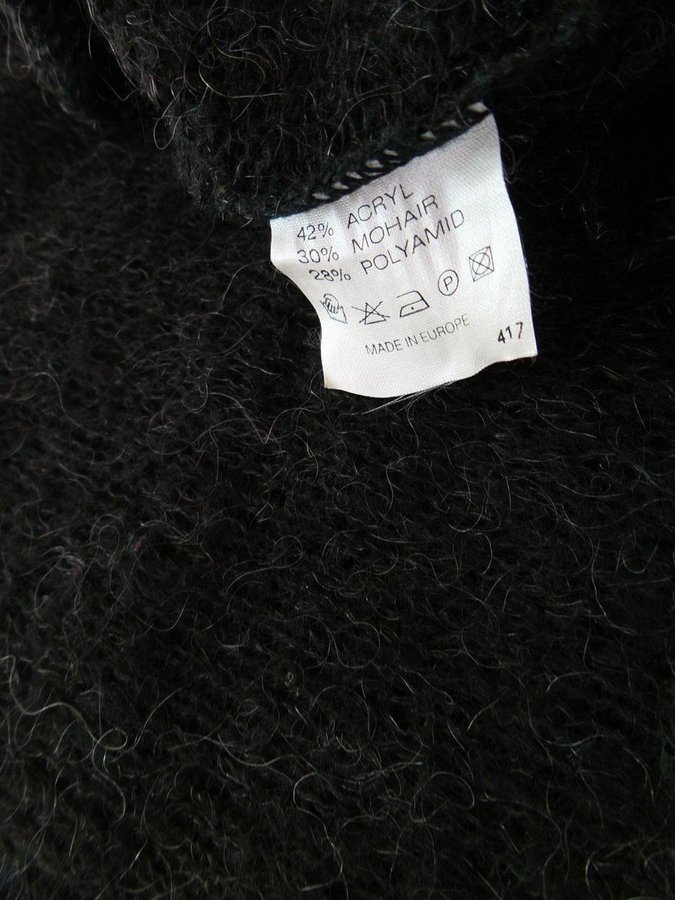 42% ACRYL
30% MOHAIR
28% POLYAMID
P
MADE IN EUROPE
417